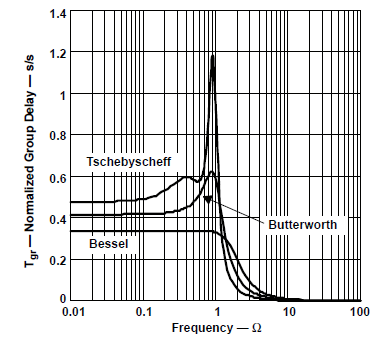 1.4
1.2
1
0.8
0.6
0.4
0.2
0
Tgr — Normalized Group Delay — s/s
Tschebyscheff
Butterworth
Bessel
0.01 0.1 1 10 100
Frequency — Ω